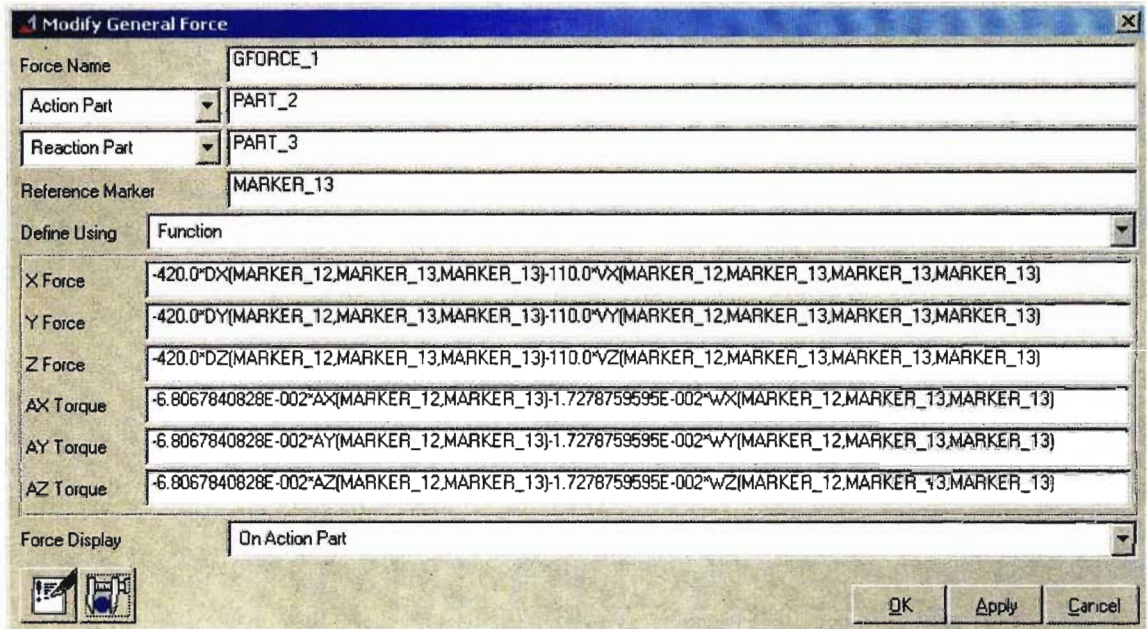 Modify General Force
Force Name GFORCE_1
Action Part PART_2
Reaction Part PART_3
Reference Marker MARKER_13
Define Using Function
X Force -420.0*DX(MARKER_12,MARKER_13,MARKER_13)-110.0*VX(MARKER_12,MARKER_13,MARKER_13,MARKER_13)
Y Force -420.0*DY(MARKER_12,MARKER_13,MARKER_13)-110.0*VY(MARKER_12,MARKER_13,MARKER_13,MARKER_13)
Z Force -420.0*DZ(MARKER_12,MARKER_13,MARKER_13)-110.0*VZ(MARKER_12,MARKER_13,MARKER_13,MARKER_13)
AX Torque -6.8067840828E-002*AX(MARKER_12,MARKER_13)-1.7278759595E-002*WX(MARKER_12,MARKER_13,MARKER_13)
AY Torque -6.8067840828E-002*AY(MARKER_12,MARKER_13)-1.7278759595E-002*WY(MARKER_12,MARKER_13,MARKER_13)
AZ Torque -6.8067840828E-002*AZ(MARKER_12,MARKER_13)-1.7278759595E-002*WZ(MARKER_12,MARKER_13,MARKER_13)
Force Display On Action Part
OK Apply Cancel